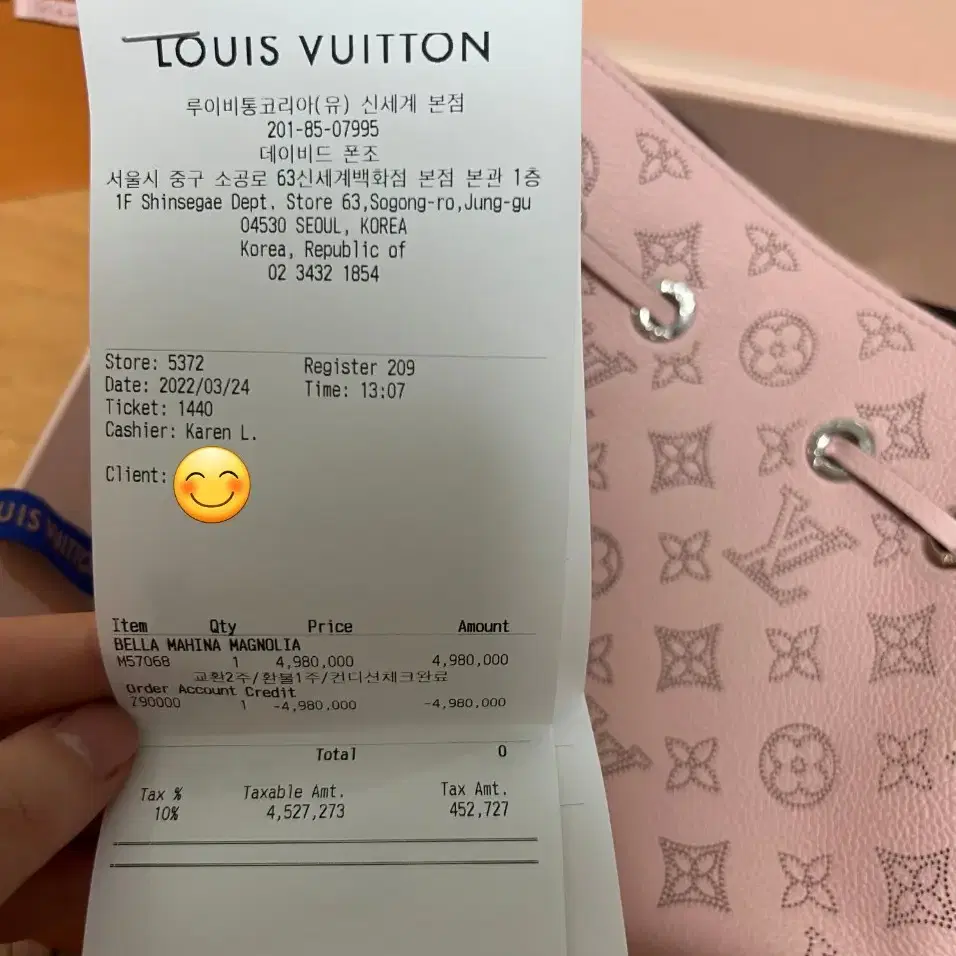 LOUIS VUITTON
루이비통코리아(유) 신세계 본점
201-85-07995
데이비드 폰조
서울시 중구 소공로 63신세계백화점 본점 본관 1층
1F Shinsegae Dept. Store 63,Sogong-ro,Jung-gu
04530 SEOUL, KOREA
Korea, Republic of
02 3432 1854
Store: 5372 Register 209
Date: 2022/03/24 Time: 13:07
Ticket: 1440
Cashier: Karen L.
Client:
Item Qty Price Amount
BELLA MAHINA MAGNOLIA
M57068 1 4,980,000 4,980,000
교환2주/환불1주/컨디션체크완료
Order Account Credit
Z90000 1 -4,980,000 -4,980,000
Total 0
Tax % Taxable Amt. Tax Amt.
10% 4,527,273 452,727
UIS VUITTON